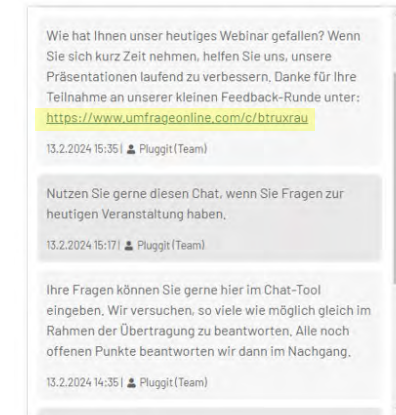 Wie hat Ihnen unser heutiges Webinar gefallen? Wenn
Sie sich kurz Zeit nehmen, helfen Sie uns, unsere
Präsentationen laufend zu verbessern. Danke für Ihre
Teilnahme an unserer kleinen Feedback-Runde unter:
https://www.umfrageonline.com/c/btruxrau
13.2.2024 15:35 | Pluggit (Team)
Nutzen Sie gerne diesen Chat, wenn Sie Fragen zur
heutigen Veranstaltung haben.
13.2.2024 15:17 | Pluggit (Team)
Ihre Fragen können Sie gerne hier im Chat-Tool
eingeben. Wir versuchen, so viele wie möglich gleich im
Rahmen der Übertragung zu beantworten. Alle noch
offenen Punkte beantworten wir dann im Nachgang.
13.2.2024 14:35 | Pluggit (Team)